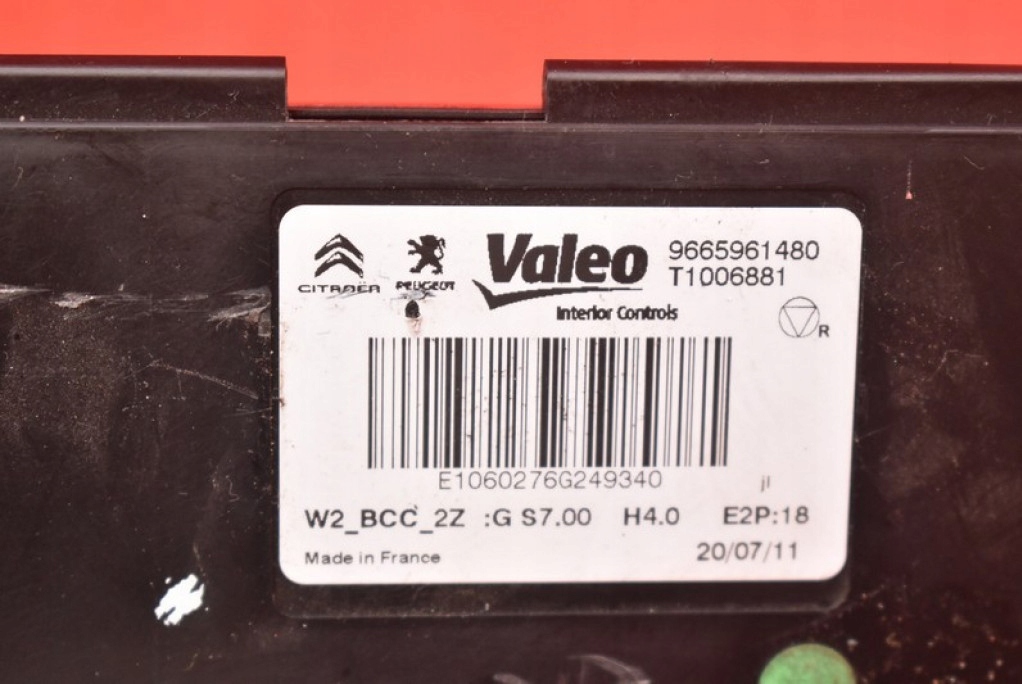 CITROËN PEUGEOT Valeo 9665961480
T1006881
Interior Controls
R
E1060276G249340
jl
W2_BCC_2Z :G S7.00 H4.0 E2P:18
Made in France 20/07/11